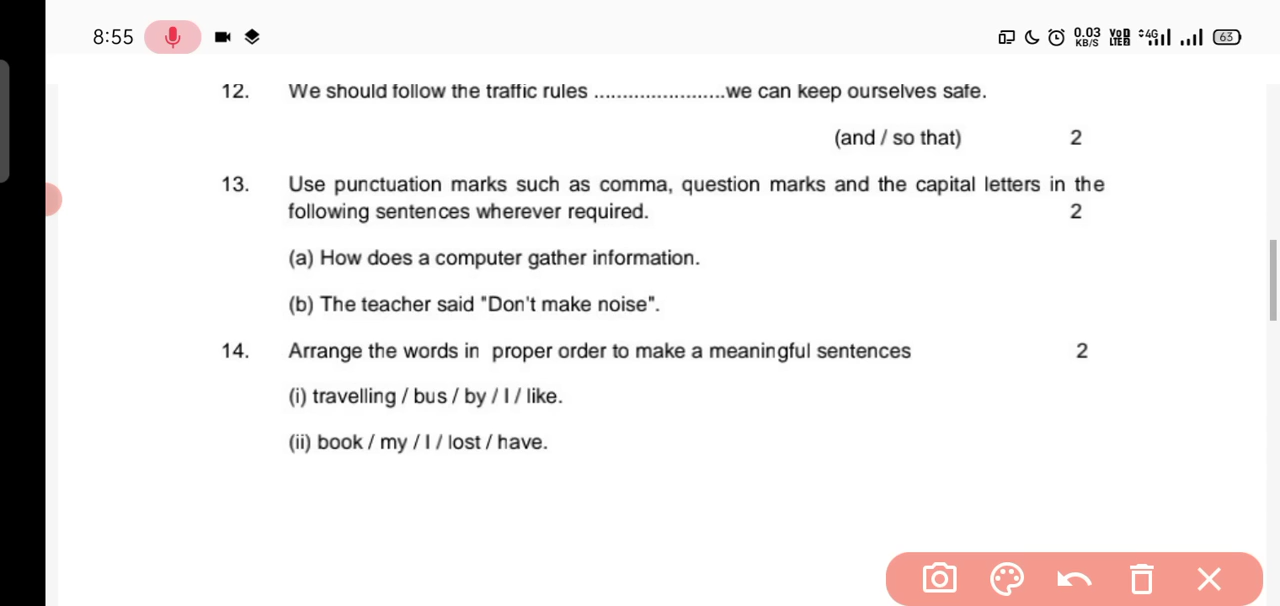 8:55 0.03 KB/S VoD LTE 4G 63
12. We should follow the traffic rules .......................we can keep ourselves safe.
(and / so that) 2
13. Use punctuation marks such as comma, question marks and the capital letters in the
following sentences wherever required. 2
(a) How does a computer gather information.
(b) The teacher said "Don't make noise".
14. Arrange the words in proper order to make a meaningful sentences 2
(i) travelling / bus / by / I / like.
(ii) book / my / I / lost / have.